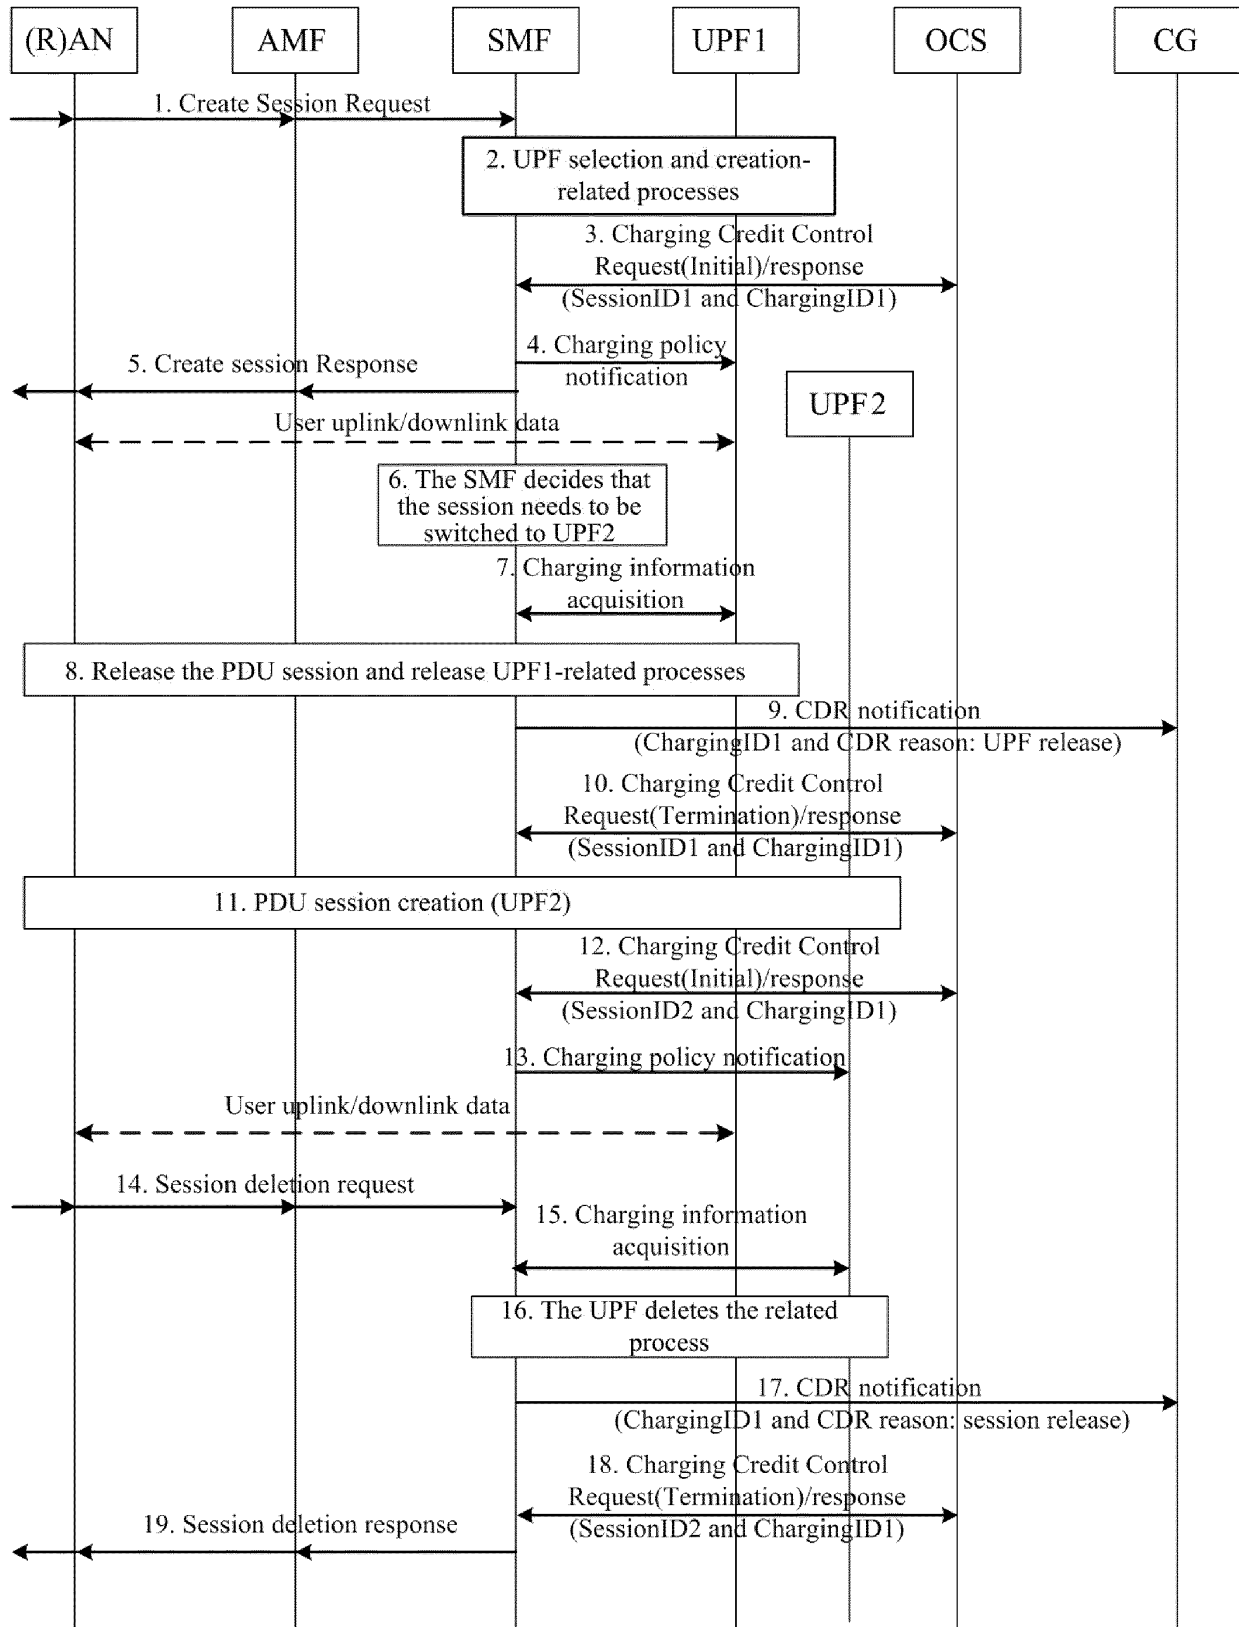 (R)AN
AMF
SMF
UPF1
OCS
CG
1. Create Session Request
2. UPF selection and creation-
related processes
3. Charging Credit Control
Request(Initial)/response
(SessionID1 and ChargingID1)
4. Charging policy
notification
5. Create session Response
UPF2
User uplink/downlink data
6. The SMF decides that
the session needs to be
switched to UPF2
7. Charging information
acquisition
8. Release the PDU session and release UPF1-related processes
9. CDR notification
(ChargingID1 and CDR reason: UPF release)
10. Charging Credit Control
Request(Termination)/response
(SessionID1 and ChargingID1)
11. PDU session creation (UPF2)
12. Charging Credit Control
Request(Initial)/response
(SessionID2 and ChargingID1)
13. Charging policy notification
User uplink/downlink data
14. Session deletion request
15. Charging information
acquisition
16. The UPF deletes the related
process
17. CDR notification
(ChargingID1 and CDR reason: session release)
18. Charging Credit Control
Request(Termination)/response
(SessionID2 and ChargingID1)
19. Session deletion response